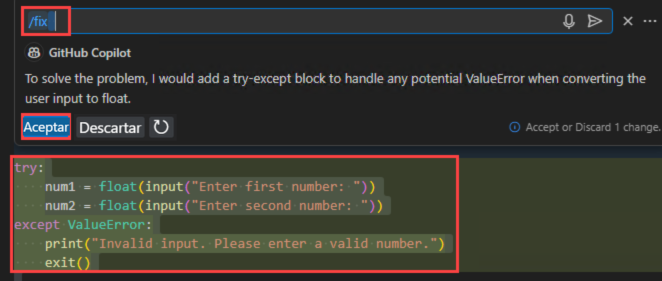 /fix
GitHub Copilot
To solve the problem, I would add a try-except block to handle any potential ValueError when converting the
user input to float.
Aceptar Descartar
Accept or Discard 1 change.
try:
    num1 = float(input("Enter first number: "))
    num2 = float(input("Enter second number: "))
except ValueError:
    print("Invalid input. Please enter a valid number.")
    exit()